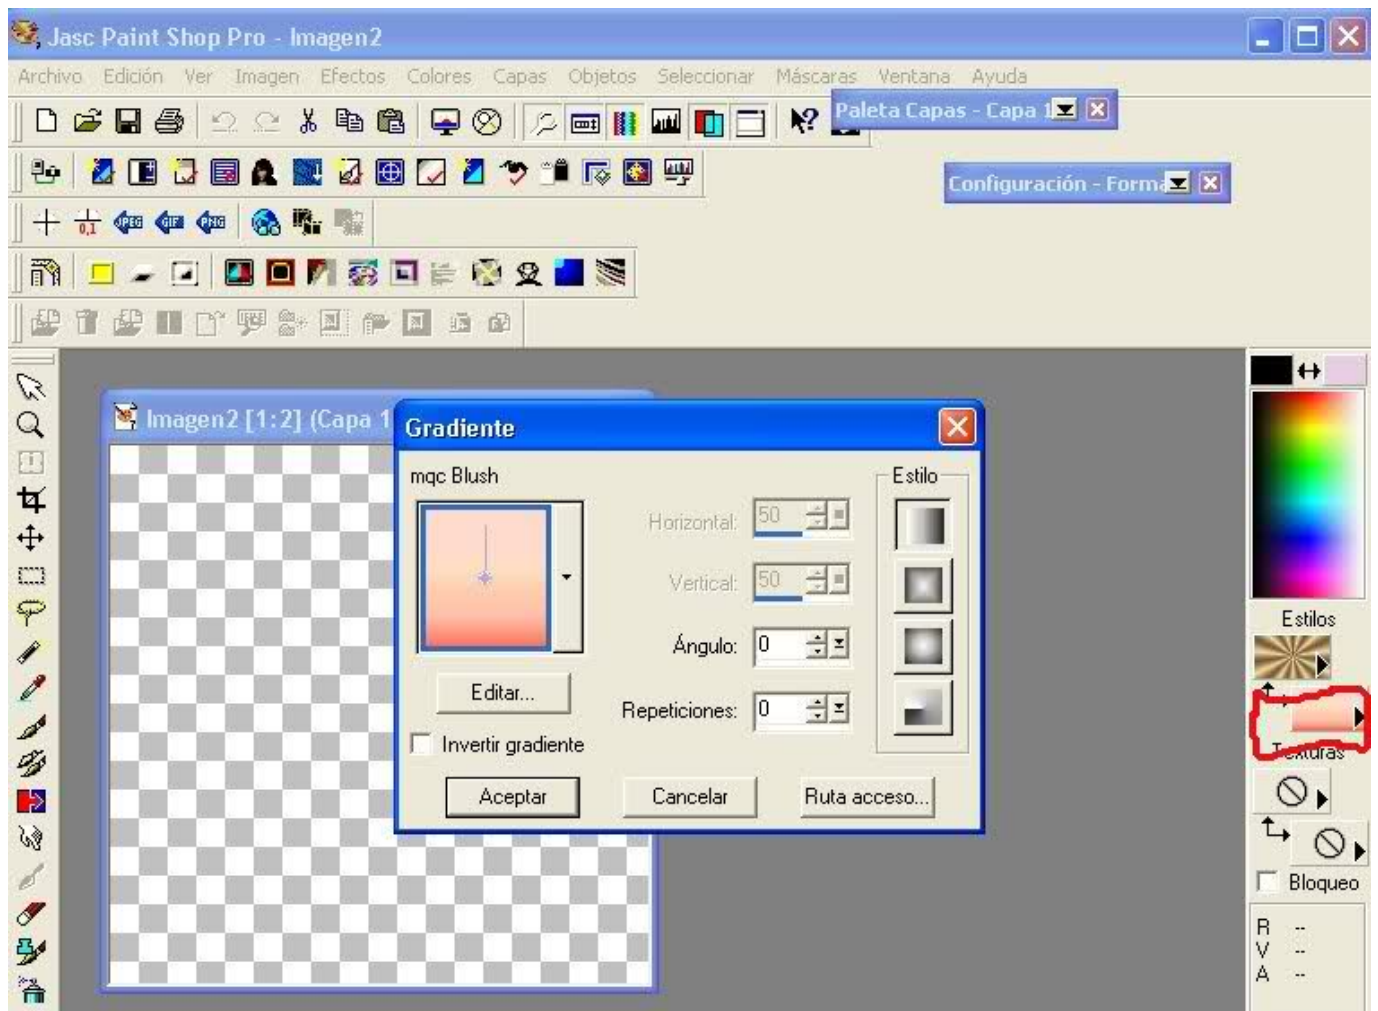 Jasc Paint Shop Pro - Imagen2
Archivo Edición Ver Imagen Efectos Colores Capas Objetos Seleccionar Máscaras Ventana Ayuda
Paleta Capas - Capa 1
Configuración - Forma
0,1 JPEG GIF PNG
Imagen2 [1:2] (Capa 1
Gradiente
mqc Blush
Estilo
Horizontal: 50
Vertical: 50
Ángulo: 0
Editar...
Repeticiones: 0
Invertir gradiente
Aceptar Cancelar Ruta acceso...
Estilos
Texturas
Bloqueo
R --
V --
A --